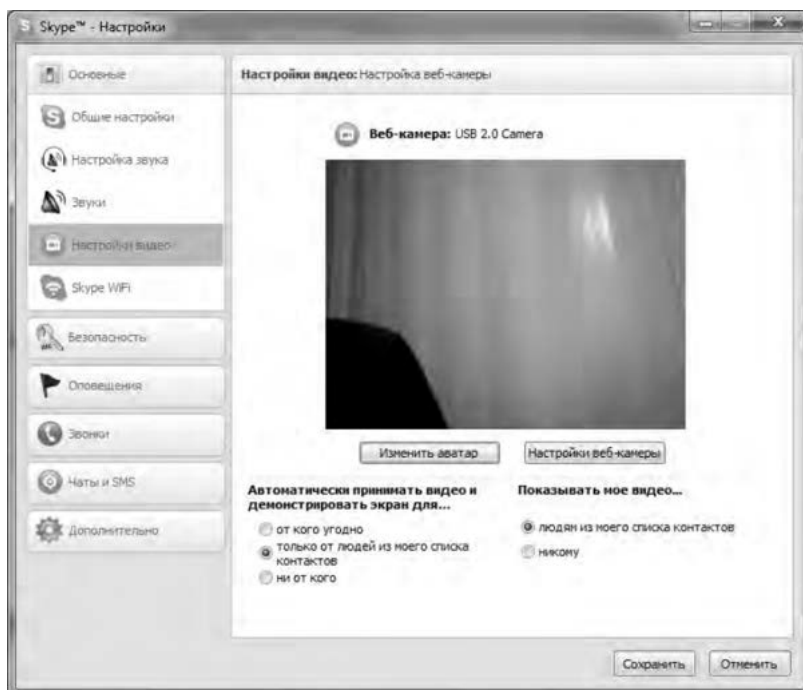 Skype™ - Настройки
Основные
Общие настройки
Настройка звука
Звуки
Настройки видео
Skype WiFi
Безопасность
Оповещения
Звонки
Чаты и SMS
Дополнительно
Настройки видео: Настройка веб-камеры
Веб-камера: USB 2.0 Camera
Изменить аватар
Настройки веб-камеры
Автоматически принимать видео и
демонстрировать экран для...
от кого угодно
только от людей из моего списка
контактов
ни от кого
Показывать мое видео...
людям из моего списка контактов
никому
Сохранить
Отменить